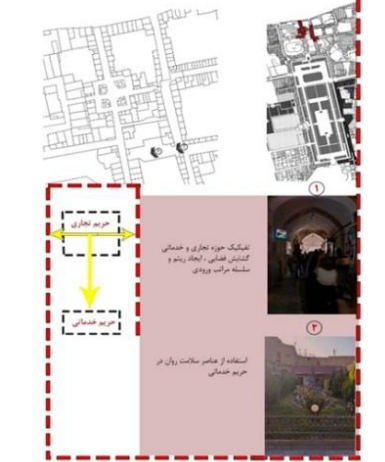 ۱
حریم تجاری
تفیکیک حوزه تجاری و خدماتی
گشایش فضایی ، ایجاد ریتم و
سلسله مراتب ورودی
حریم خدماتی
۲
استفاده از عناصر سلامت روان در
حریم خدماتی